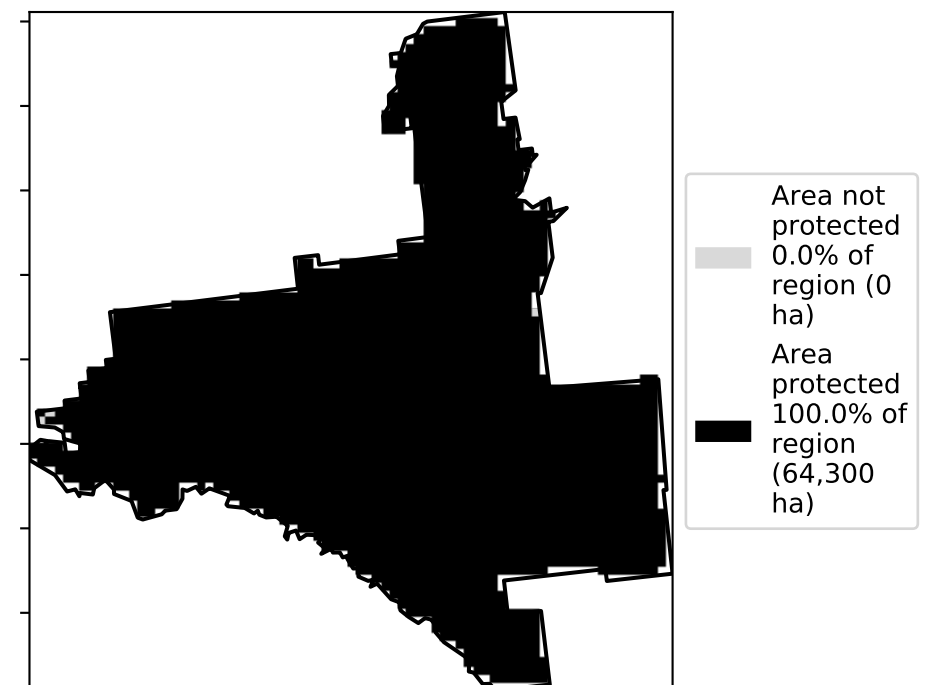 Area not
protected
0.0% of
region (0
ha)
Area
protected
100.0% of
region
(64,300
ha)